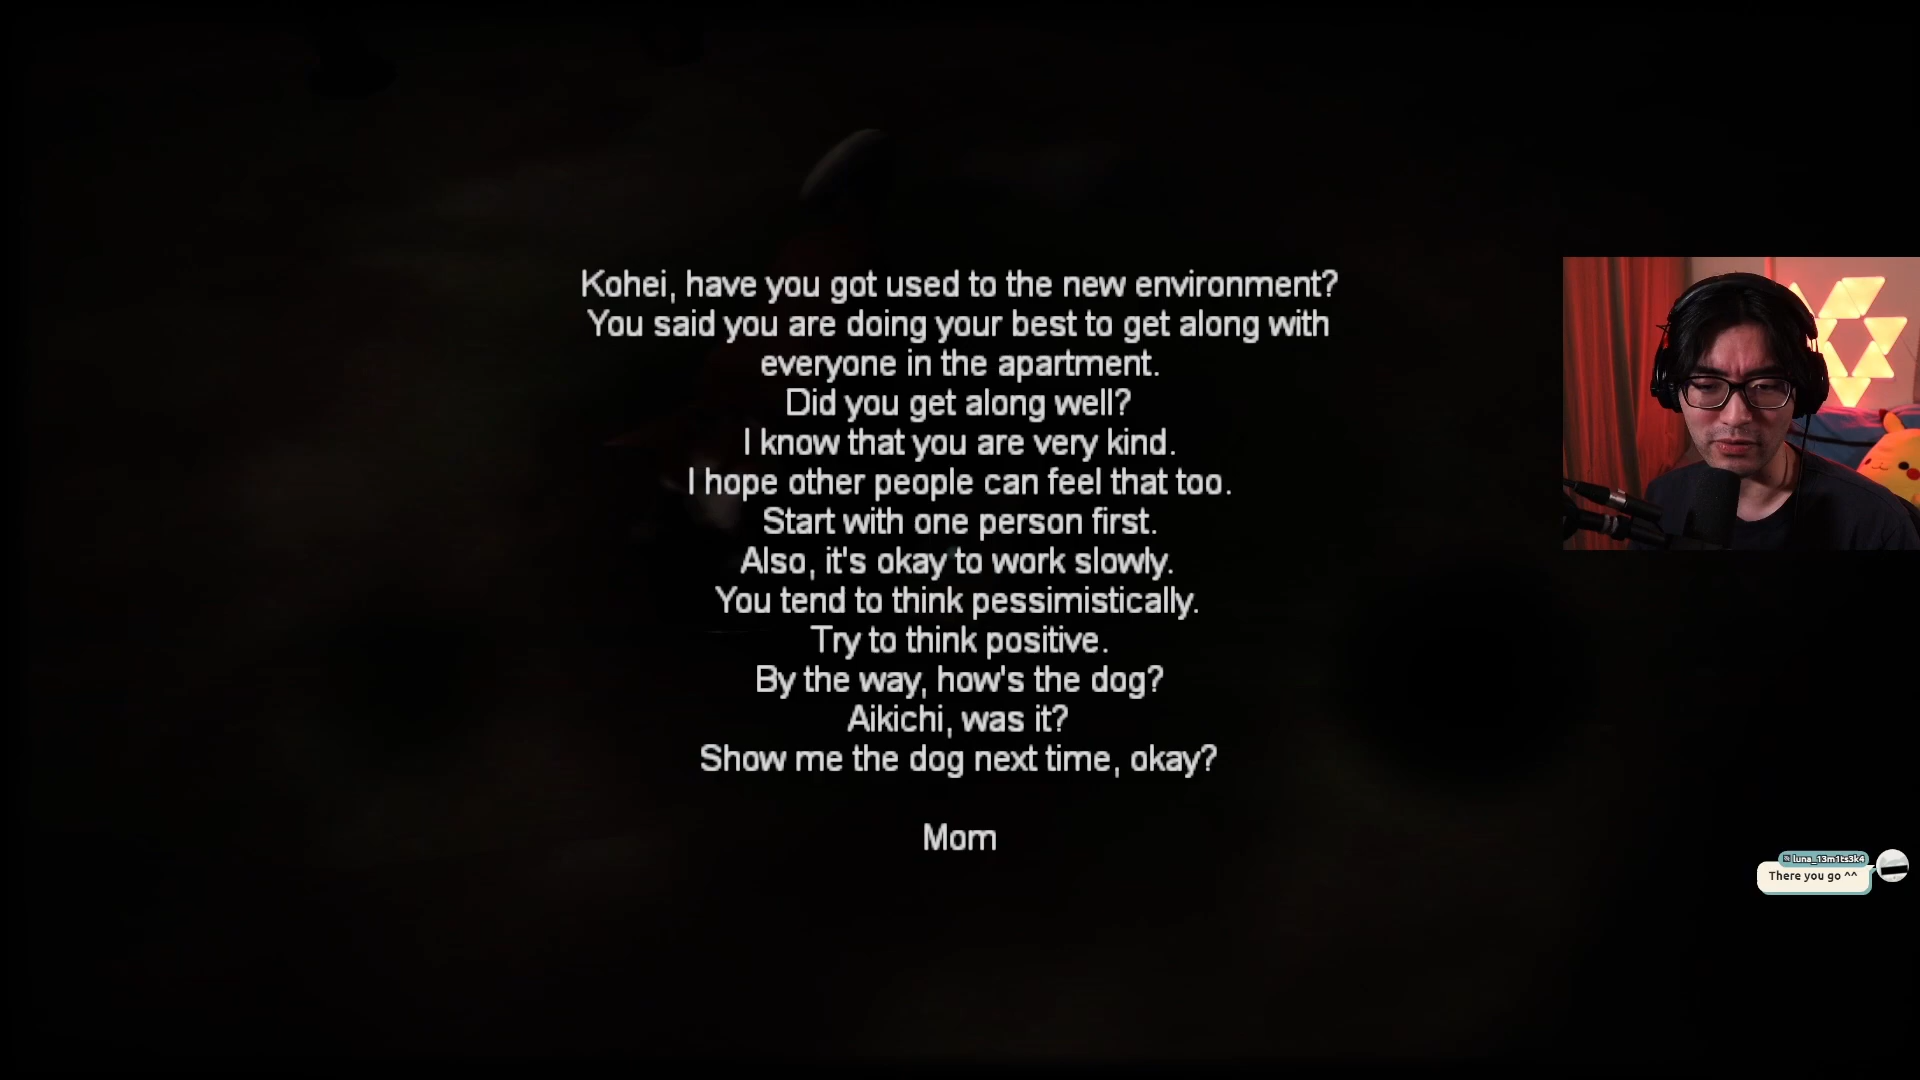 Kohei, have you got used to the new environment?
You said you are doing your best to get along with
everyone in the apartment.
Did you get along well?
I know that you are very kind.
I hope other people can feel that too.
Start with one person first.
Also, it's okay to work slowly.
You tend to think pessimistically.
Try to think positive.
By the way, how's the dog?
Aikichi, was it?
Show me the dog next time, okay?
Mom
luna_13m1ts3k4
There you go ^^